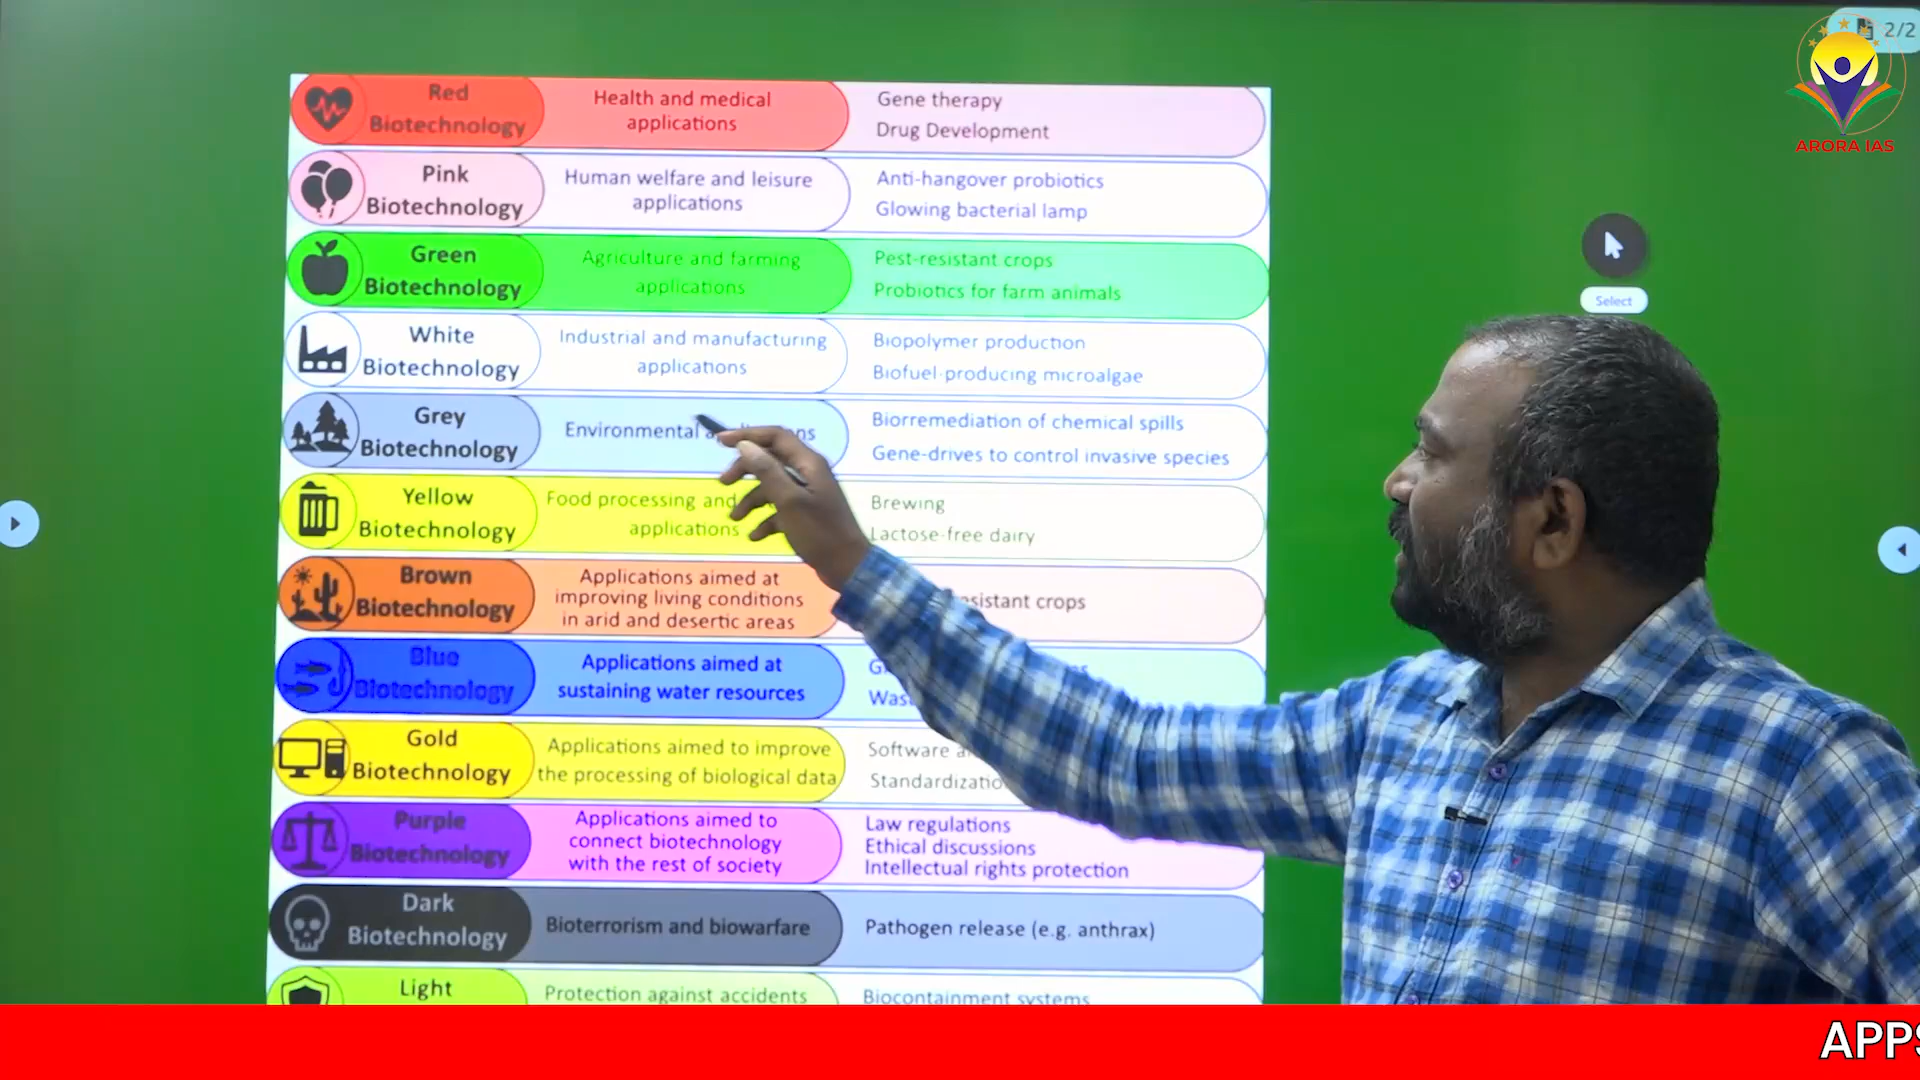 2/2
ARORA IAS
Select
Red
Biotechnology
Health and medical
applications
Gene therapy
Drug Development
Pink
Biotechnology
Human welfare and leisure
applications
Anti-hangover probiotics
Glowing bacterial lamp
Green
Biotechnology
Agriculture and farming
applications
Pest-resistant crops
Probiotics for farm animals
White
Biotechnology
Industrial and manufacturing
applications
Biopolymer production
Biofuel-producing microalgae
Grey
Biotechnology
Environmental
Biorremediation of chemical spills
Gene-drives to control invasive species
Yellow
Biotechnology
Food processing and
applications
Brewing
Lactose-free dairy
Brown
Biotechnology
Applications aimed at
improving living conditions
in arid and desertic areas
crops
Blue
Biotechnology
Applications aimed at
sustaining water resources
Gold
Biotechnology
Applications aimed to improve
the processing of biological data
Software
Purple
Biotechnology
Applications aimed to
connect biotechnology
with the rest of society
Law regulations
Ethical discussions
Intellectual rights protection
Dark
Biotechnology
Bioterrorism and biowarfare
Pathogen release (e.g. anthrax)
Light
Protection against accidents
Biocontainment systems